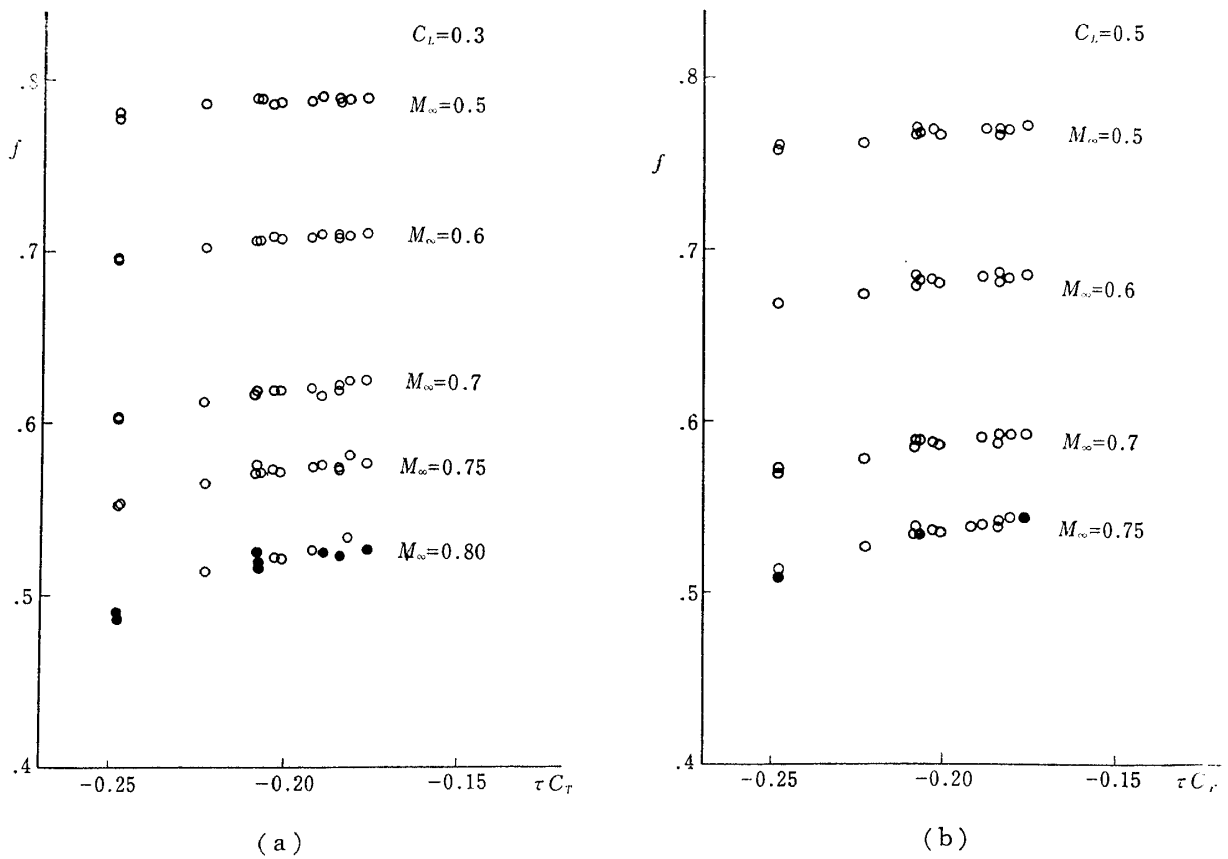 C_L=0.3
.8
M_∞=0.5
f
.7
M_∞=0.6
M_∞=0.7
.6
M_∞=0.75
M_∞=0.80
.5
.4
-0.25
-0.20
-0.15
τC_T
(a)
C_L=0.5
.8
M_∞=0.5
f
.7
M_∞=0.6
.6
M_∞=0.7
M_∞=0.75
.5
.4
-0.25
-0.20
-0.15
τC
(b)